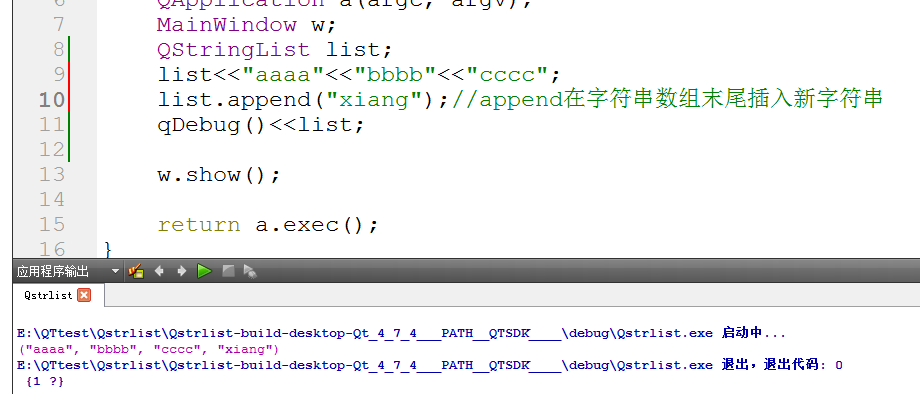 6 QApplication a(argc, argv);
7 MainWindow w;
8 QStringList list;
9 list<<"aaaa"<<"bbbb"<<"cccc";
10 list.append("xiang");//append在字符串数组末尾插入新字符串
11 qDebug()<<list;
12
13 w.show();
14
15 return a.exec();
16 }
应用程序输出
Qstrlist
E:\QTtest\Qstrlist\Qstrlist-build-desktop-Qt_4_7_4___PATH__QTSDK____\debug\Qstrlist.exe 启动中...
("aaaa", "bbbb", "cccc", "xiang")
E:\QTtest\Qstrlist\Qstrlist-build-desktop-Qt_4_7_4___PATH__QTSDK____\debug\Qstrlist.exe 退出，退出代码: 0
{1 ?}